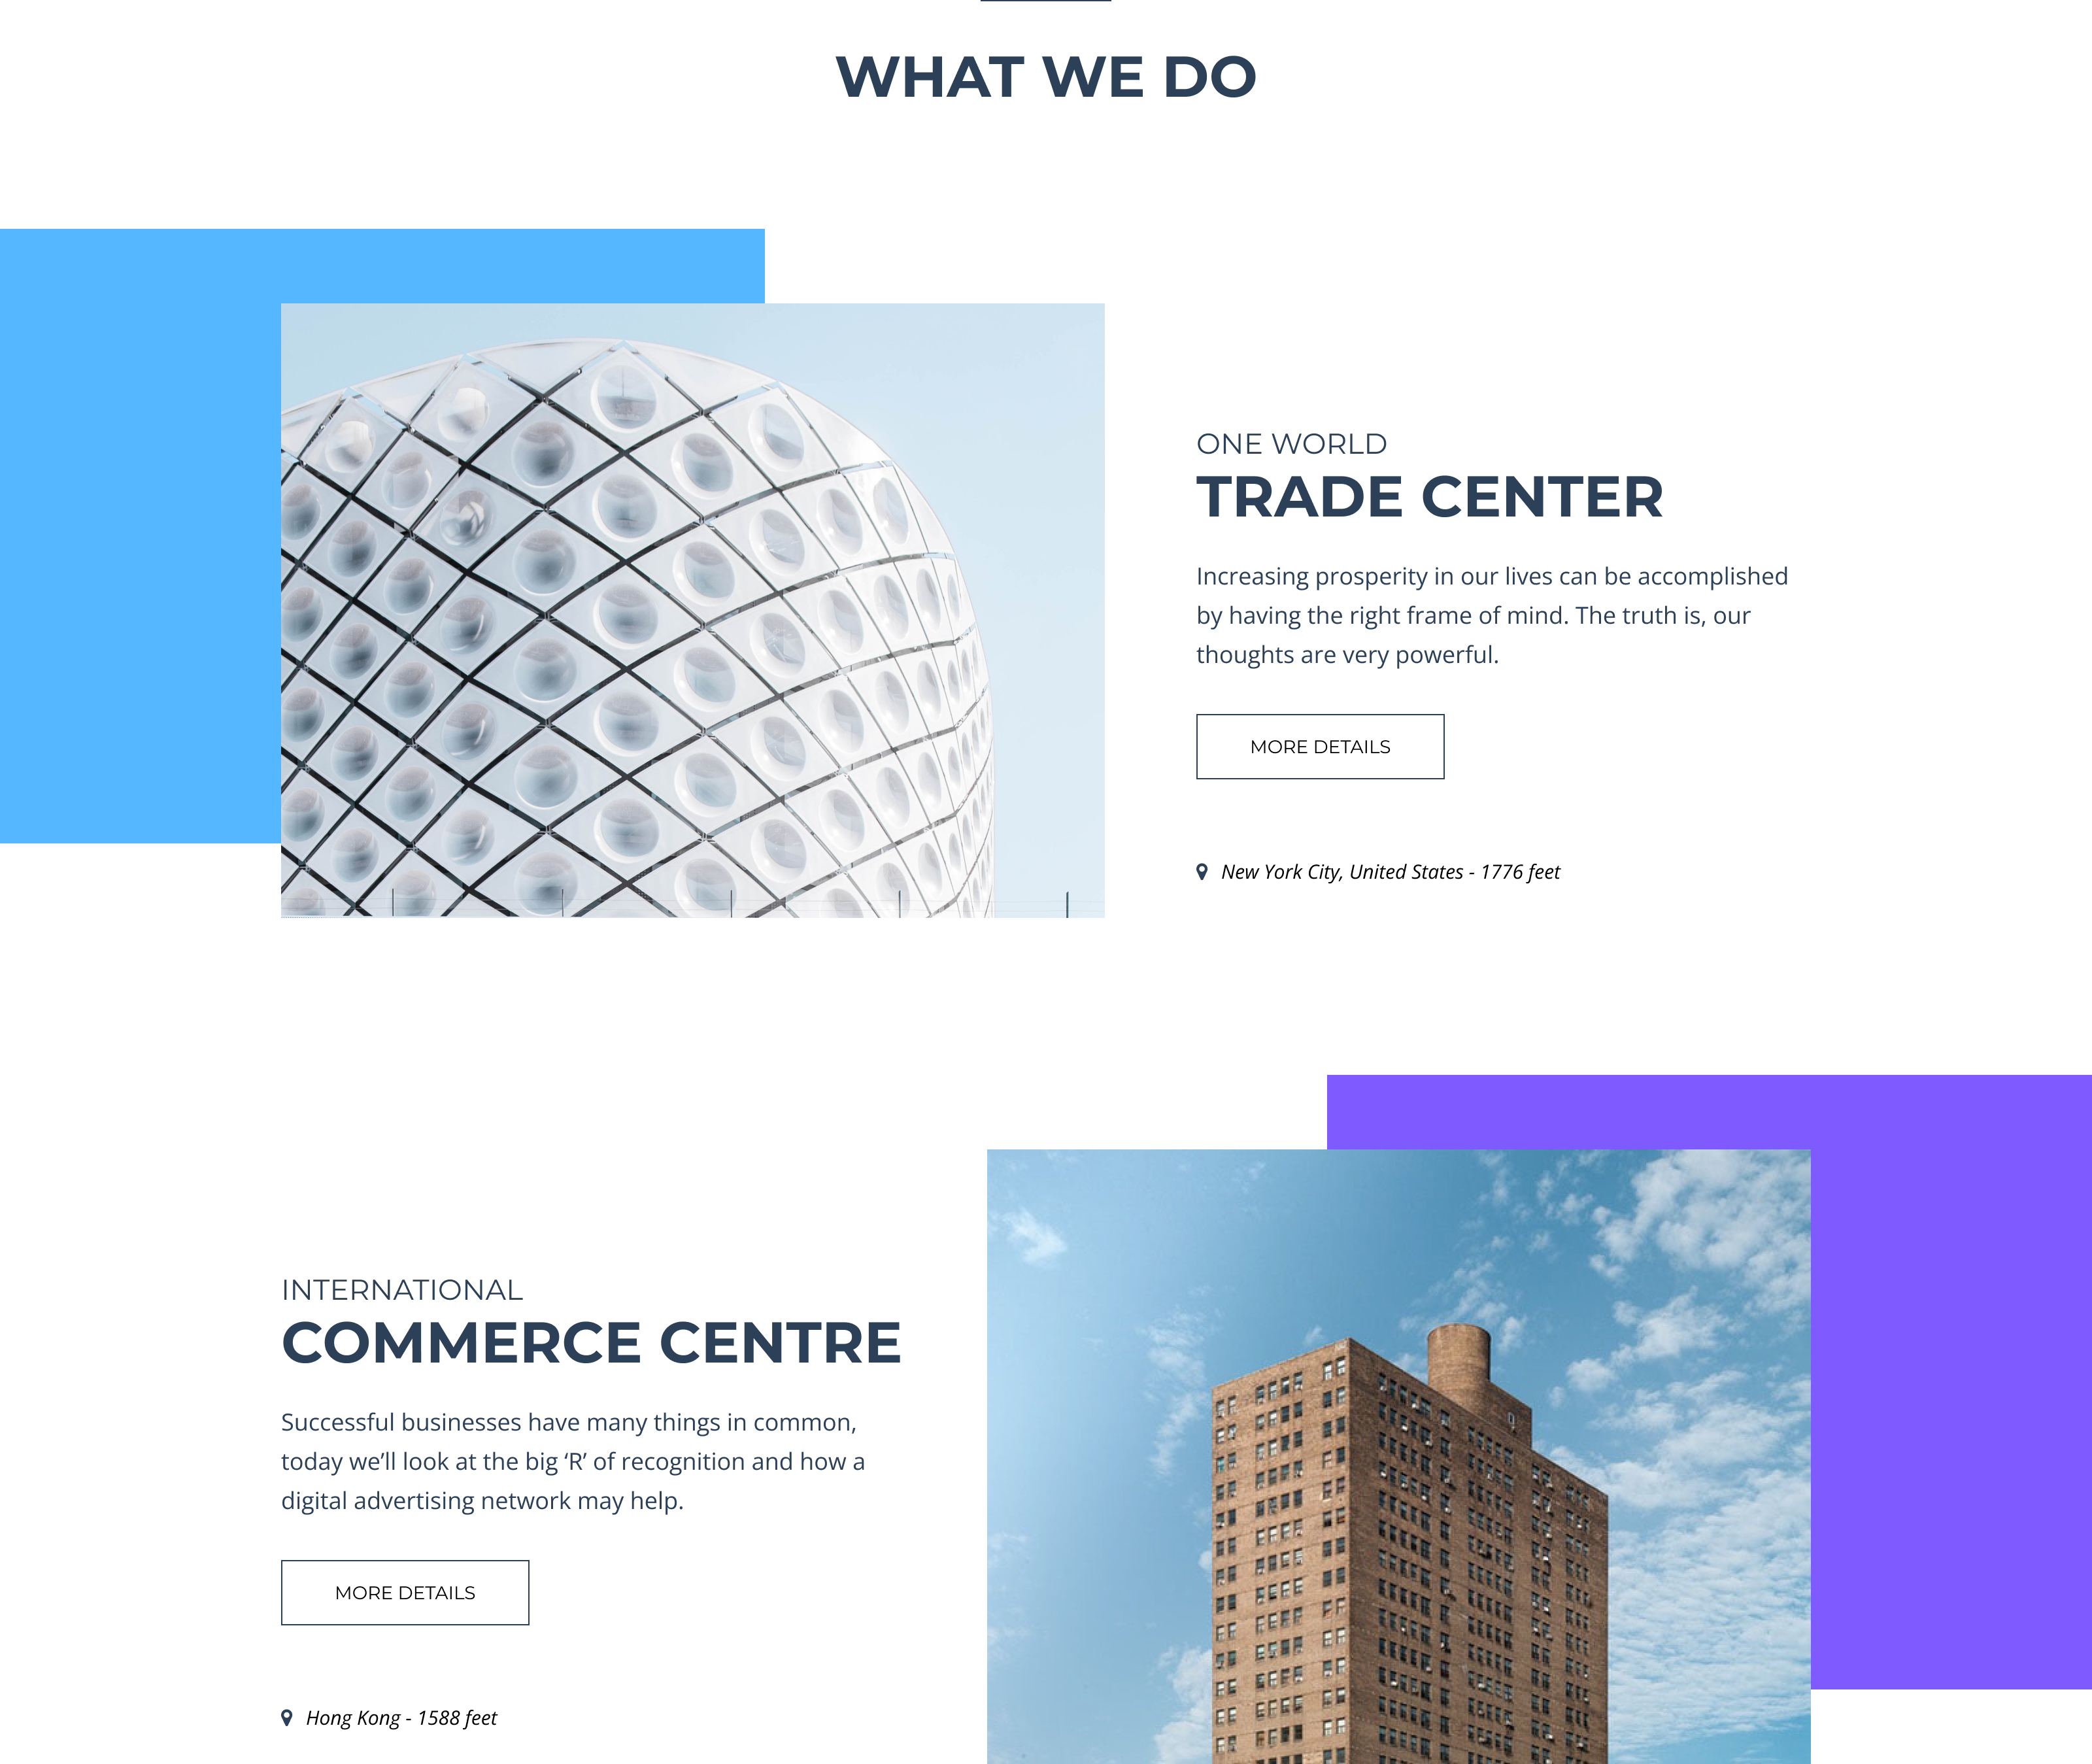 WHAT WE DO
ONE WORLD
TRADE CENTER
Increasing prosperity in our lives can be accomplished
by having the right frame of mind. The truth is, our
thoughts are very powerful.
MORE DETAILS
New York City, United States - 1776 feet
INTERNATIONAL
COMMERCE CENTRE
Successful businesses have many things in common,
today we’ll look at the big ‘R’ of recognition and how a
digital advertising network may help.
MORE DETAILS
Hong Kong - 1588 feet